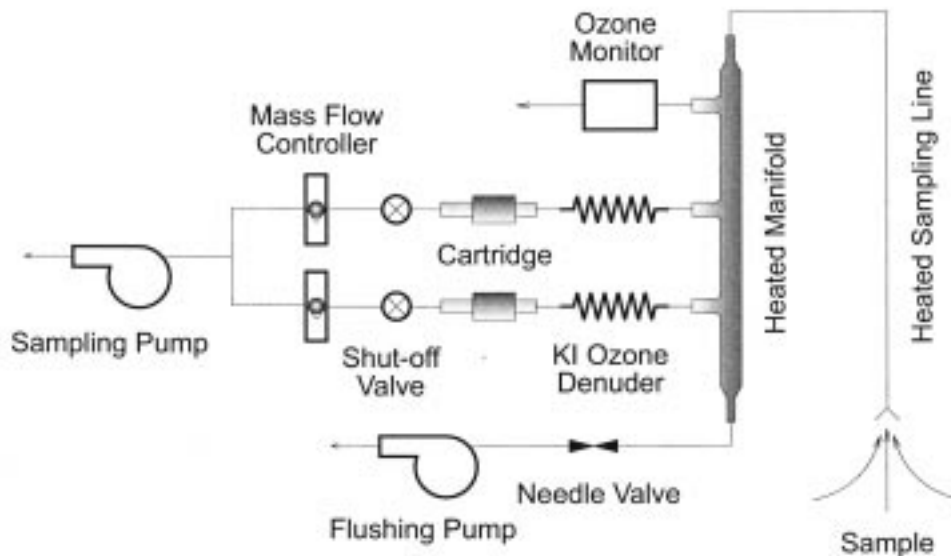 Ozone
Monitor
Mass Flow
Controller
Cartridge
Sampling Pump
Shut-off
Valve
KI Ozone
Denuder
Needle Valve
Flushing Pump
Heated Manifold
Heated Sampling Line
Sample